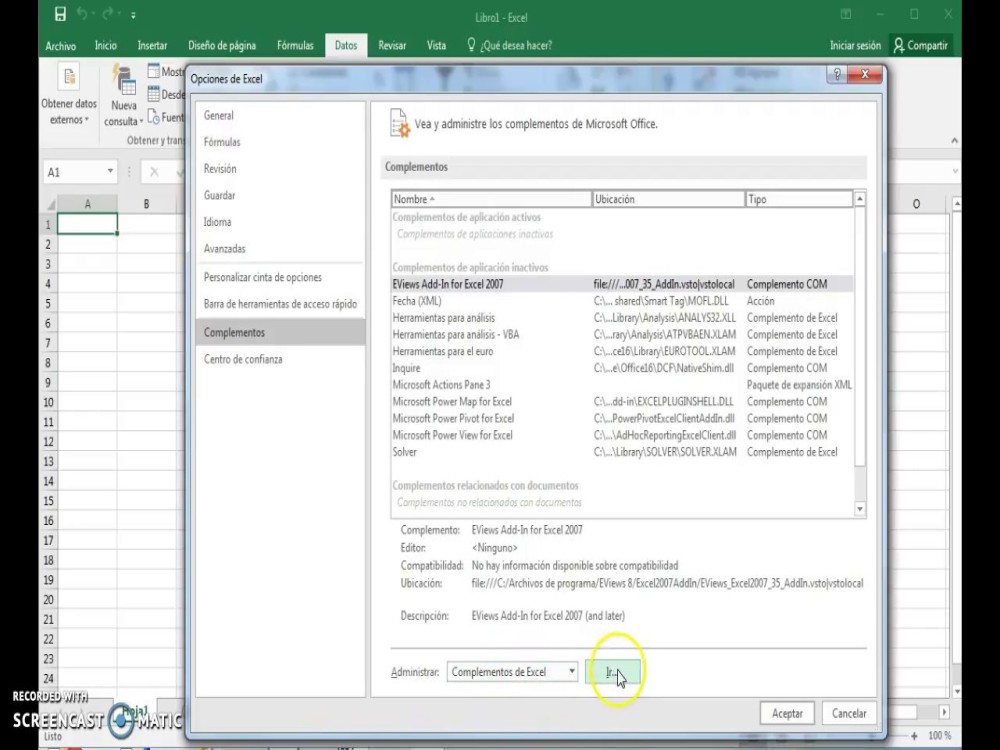 Libro1 - Excel
Archivo Inicio Insertar Diseño de página Fórmulas Datos Revisar Vista ¿Qué desea hacer? Iniciar sesión Compartir
Obtener datos externos
Nueva consulta
Most
Desde
Fuent
Obtener y tran
A1
A B O
1
2
3
4
5
6
7
8
9
10
11
12
13
14
15
16
17
18
19
20
21
22
23
24
Opciones de Excel
General
Fórmulas
Revisión
Guardar
Idioma
Avanzadas
Personalizar cinta de opciones
Barra de herramientas de acceso rápido
Complementos
Centro de confianza
Vea y administre los complementos de Microsoft Office.
Complementos
Nombre Ubicación Tipo
Complementos de aplicación activos
Complementos de aplicaciones inactivas
Complementos de aplicación inactivos
EViews Add-In for Excel 2007 file:///...007_35_AddIn.vsto|vstolocal Complemento COM
Fecha (XML) C:\... shared\Smart Tag\MOFL.DLL Acción
Herramientas para análisis C:\...Library\Analysis\ANALYS32.XLL Complemento de Excel
Herramientas para análisis - VBA C:\...rary\Analysis\ATPVBAEN.XLAM Complemento de Excel
Herramientas para el euro C:\...ce16\Library\EUROTOOL.XLAM Complemento de Excel
Inquire C:\...e\Office16\DCF\NativeShim.dll Complemento COM
Microsoft Actions Pane 3 Paquete de expansión XML
Microsoft Power Map for Excel C:\...dd-in\EXCELPLUGINSHELL.DLL Complemento COM
Microsoft Power Pivot for Excel C:\...PowerPivotExcelClientAddIn.dll Complemento COM
Microsoft Power View for Excel C:\...\AdHocReportingExcelClient.dll Complemento COM
Solver C:\...\Library\SOLVER\SOLVER.XLAM Complemento de Excel
Complementos relacionados con documentos
Complementos no relacionados con documentos
Complemento: EViews Add-In for Excel 2007
Editor: <Ninguno>
Compatibilidad: No hay información disponible sobre compatibilidad
Ubicación: file:///C:/Archivos de programa/EViews 8/Excel2007AddIn/EViews_Excel2007_35_AddIn.vsto|vstolocal
Descripción: EViews Add-In for Excel 2007 (and later)
Administrar: Complementos de Excel Ir...
Aceptar Cancelar
RECORDED WITH
SCREENCAST MATIC
Hoja1
Listo
100 %